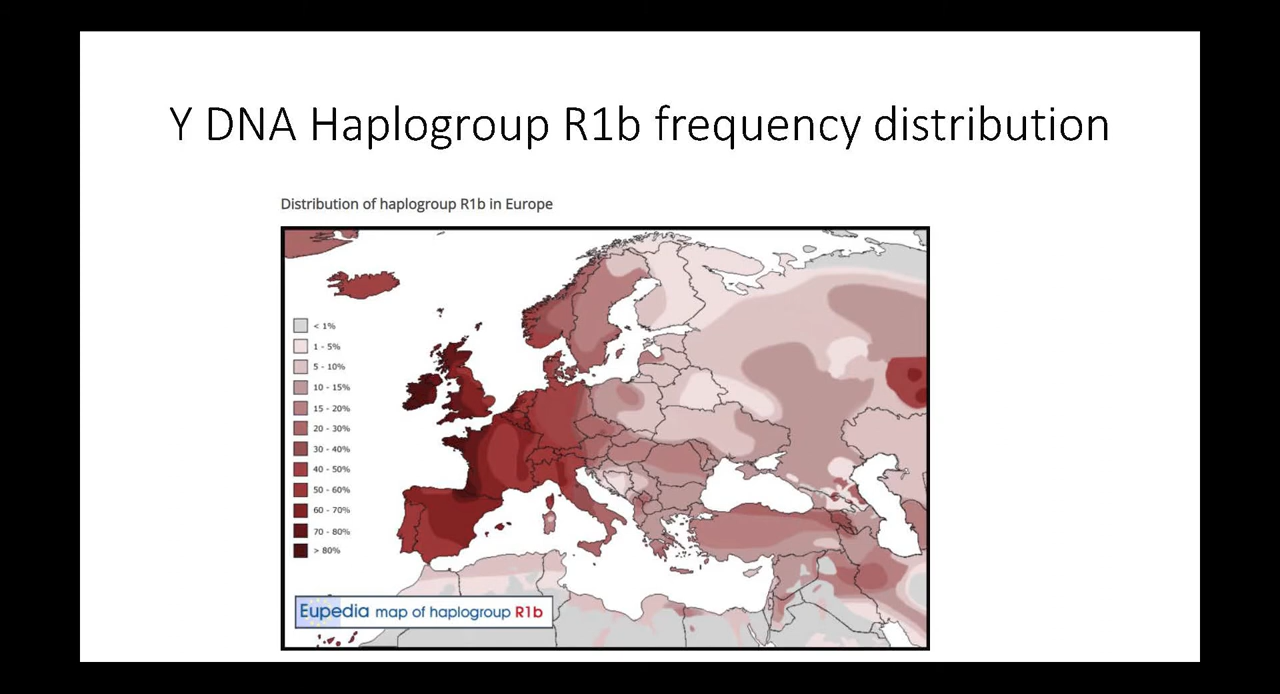 Y DNA Haplogroup R1b frequency distribution
Distribution of haplogroup R1b in Europe
< 1%
1 - 5%
5 - 10%
10 - 15%
15 - 20%
20 - 30%
30 - 40%
40 - 50%
50 - 60%
60 - 70%
70 - 80%
> 80%
Eupedia map of haplogroup R1b